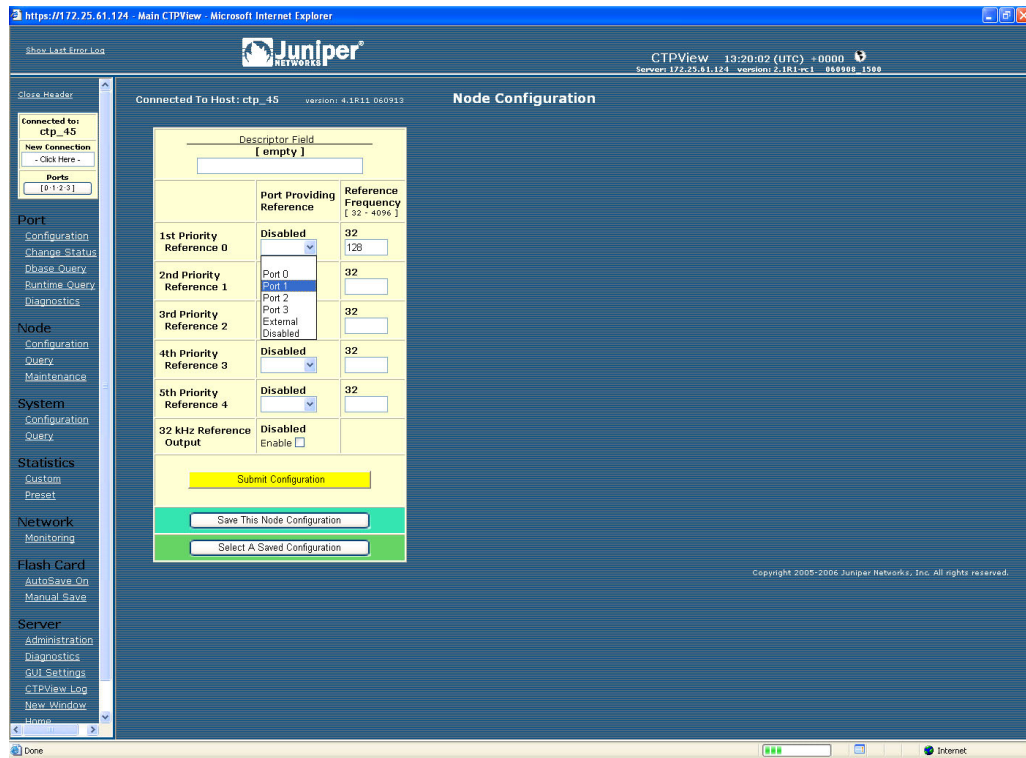 https://172.25.61.124 - Main CTPView - Microsoft Internet Explorer
Show Last Error Log
Juniper®
NETWORKS
CTPView 13:20:02 (UTC) +0000
Server: 172.25.61.124 version: 2.1R1-rc1 060908_1500
Close Header
Connected to:
ctp_45
New Connection
- Click Here -
Ports
[0-1-2-3]
Port
Configuration
Change Status
Dbase Query
Runtime Query
Diagnostics
Node
Configuration
Query
Maintenance
System
Configuration
Query
Statistics
Custom
Preset
Network
Monitoring
Flash Card
AutoSave On
Manual Save
Server
Administration
Diagnostics
GUI Settings
CTPView Log
New Window
Home
Connected To Host: ctp_45 version: 4.1R11 060913
Node Configuration
Descriptor Field
[ empty ]
Port Providing Reference
Reference Frequency
[ 32 - 4096 ]
1st Priority Reference 0
Disabled
32
128
Port 0
Port 1
Port 2
Port 3
External
Disabled
2nd Priority Reference 1
32
3rd Priority Reference 2
32
4th Priority Reference 3
Disabled
32
5th Priority Reference 4
Disabled
32
32 kHz Reference Output
Disabled
Enable
Submit Configuration
Save This Node Configuration
Select A Saved Configuration
Copyright 2005-2006 Juniper Networks, Inc. All rights reserved.
Done
Internet